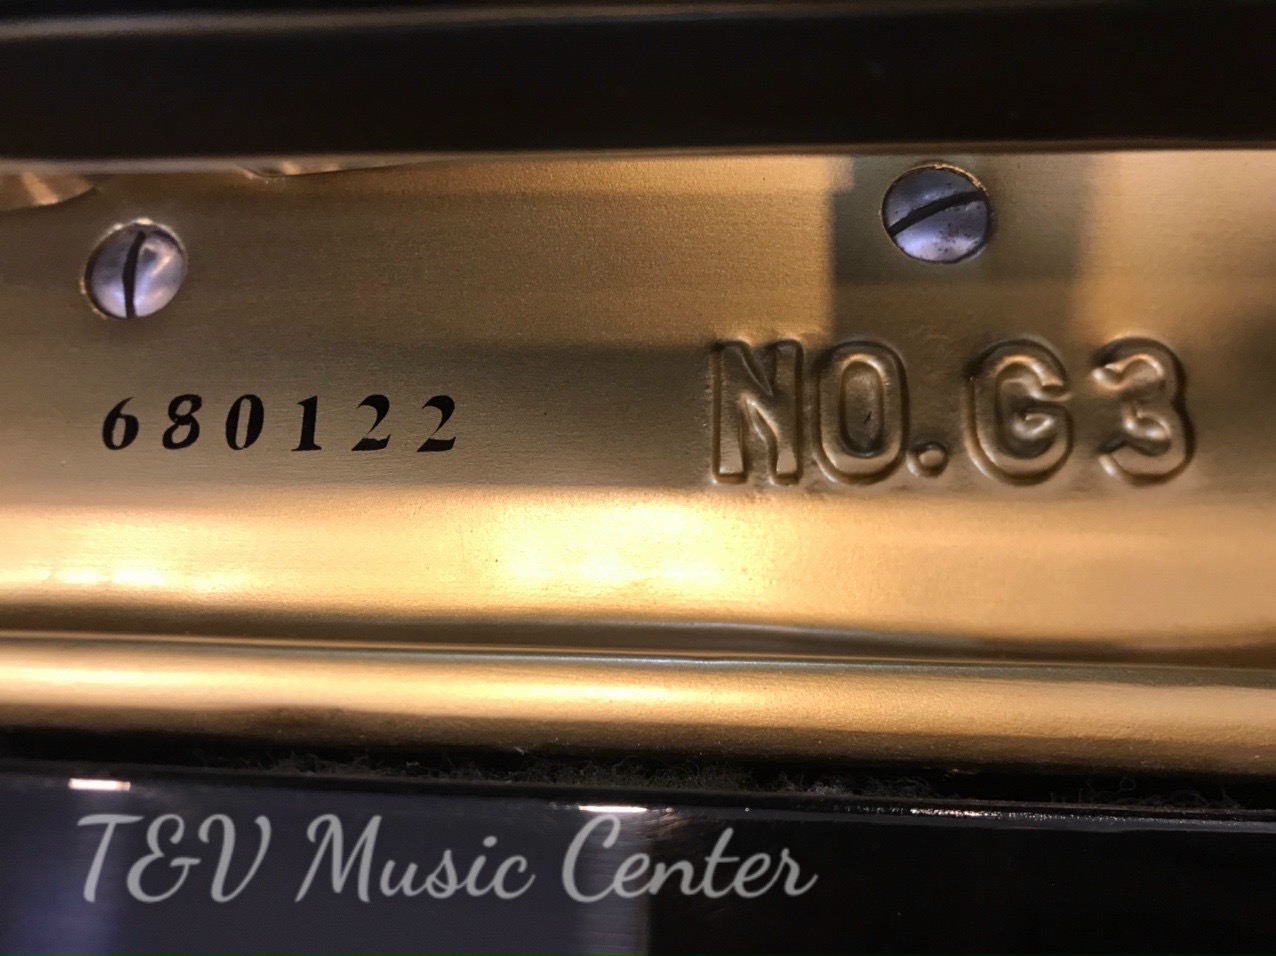 680122 NO.G3
T&V Music Center